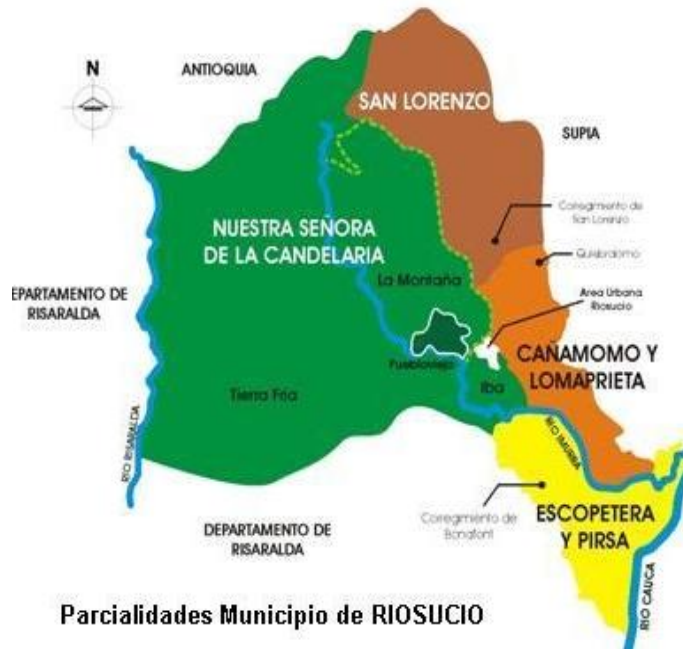 N
ANTIOQUIA
SAN LORENZO
SUPIA
Corregimiento de
San Lorenzo
NUESTRA SEÑORA
DE LA CANDELARIA
Quiebralomo
La Montaña
EPARTAMENTO DE
RISARALDA
Area Urbana
Riosucio
CAÑAMOMO Y
LOMAPRIETA
Puebloviejo
Iba
Tierra Fria
RIO RISARALDA
RIO IMURRA
Corregimiento de
Bonafont
ESCOPETERA
Y PIRSA
DEPARTAMENTO DE
RISARALDA
RIO CAUCA
Parcialidades Municipio de RIOSUCIO